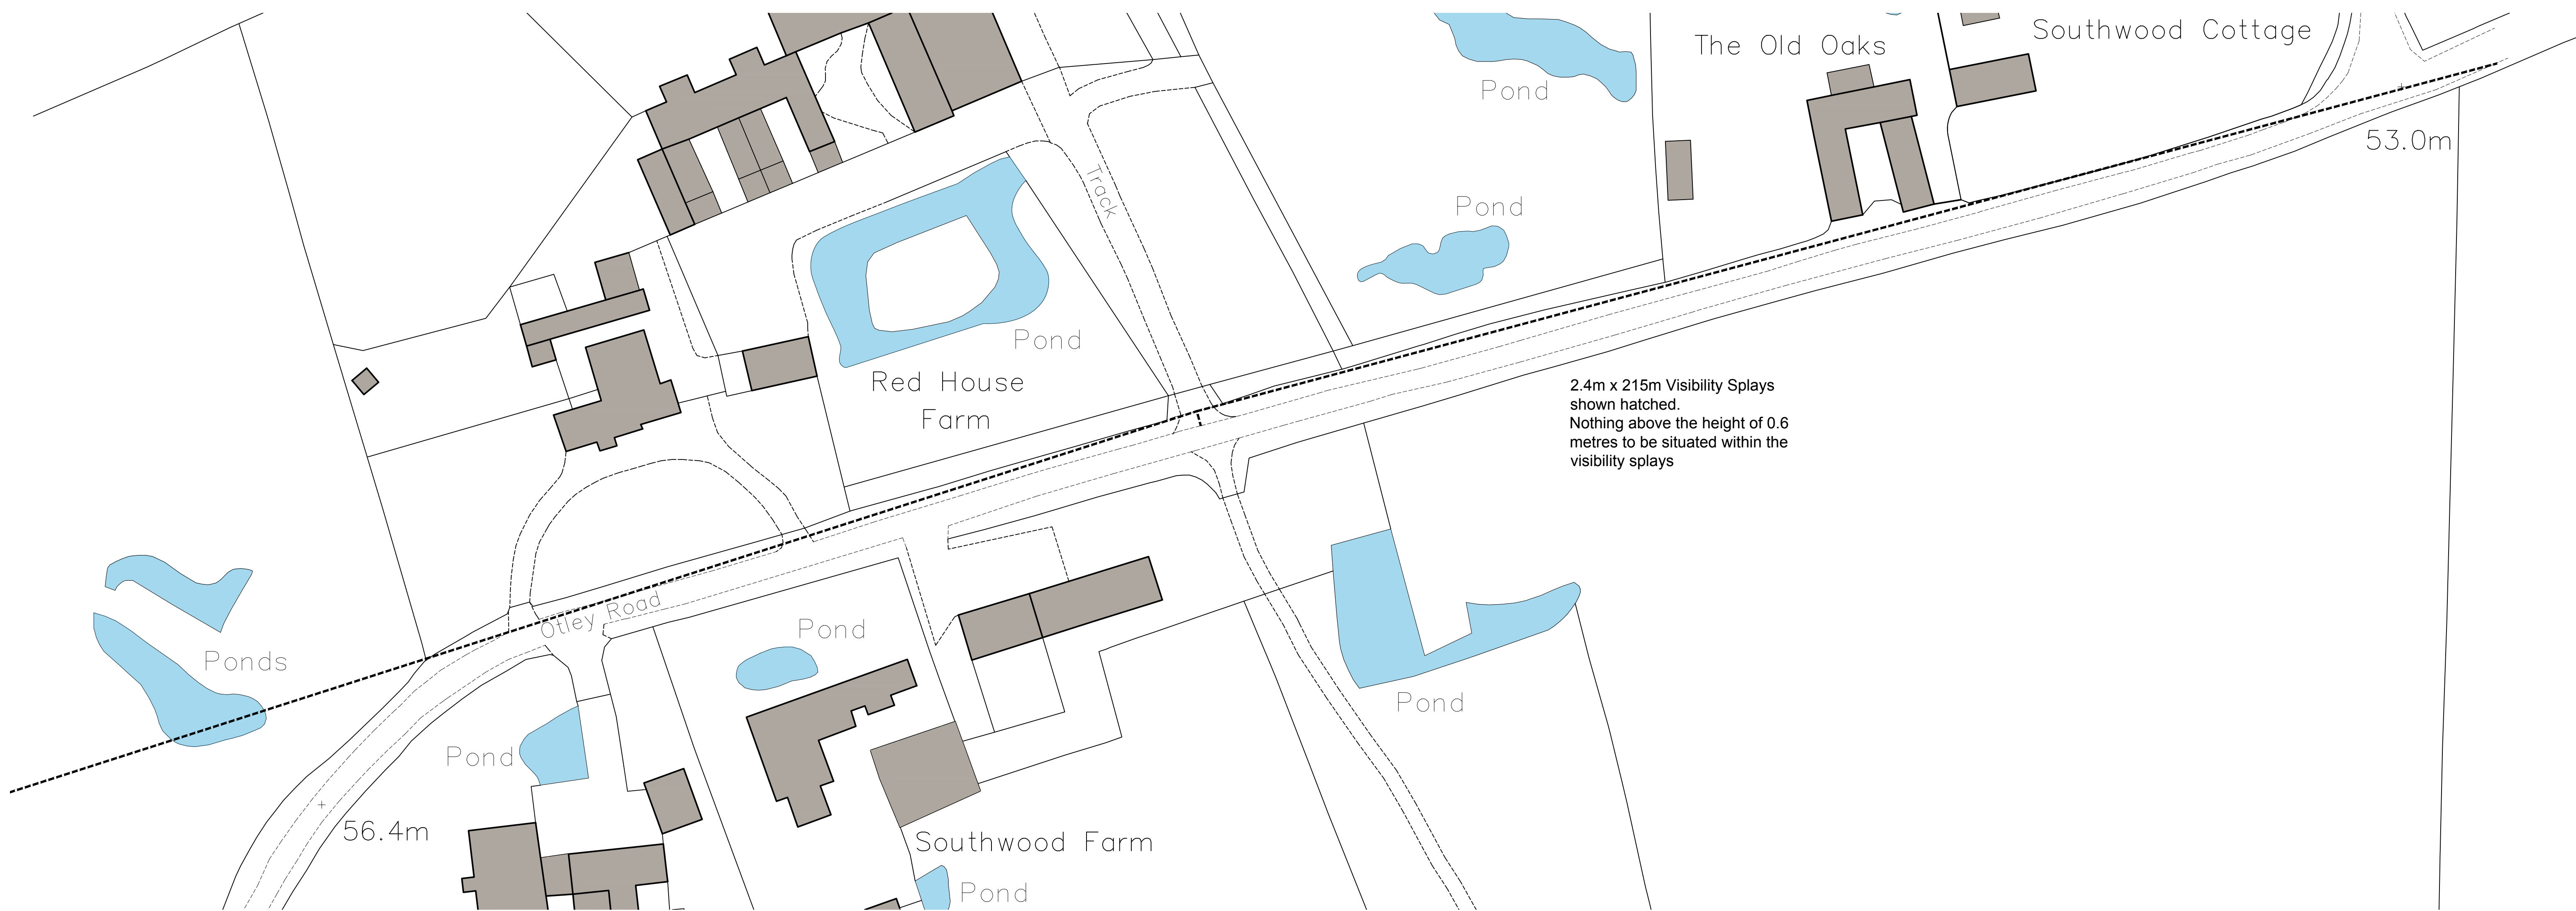 The Old Oaks
Southwood Cottage
Pond
53.0m
Track
Pond
Pond
Red House
Farm
2.4m x 215m Visibility Splays
shown hatched.
Nothing above the height of 0.6
metres to be situated within the
visibility splays
Otley Road
Pond
Ponds
Pond
Pond
56.4m
Southwood Farm
Pond